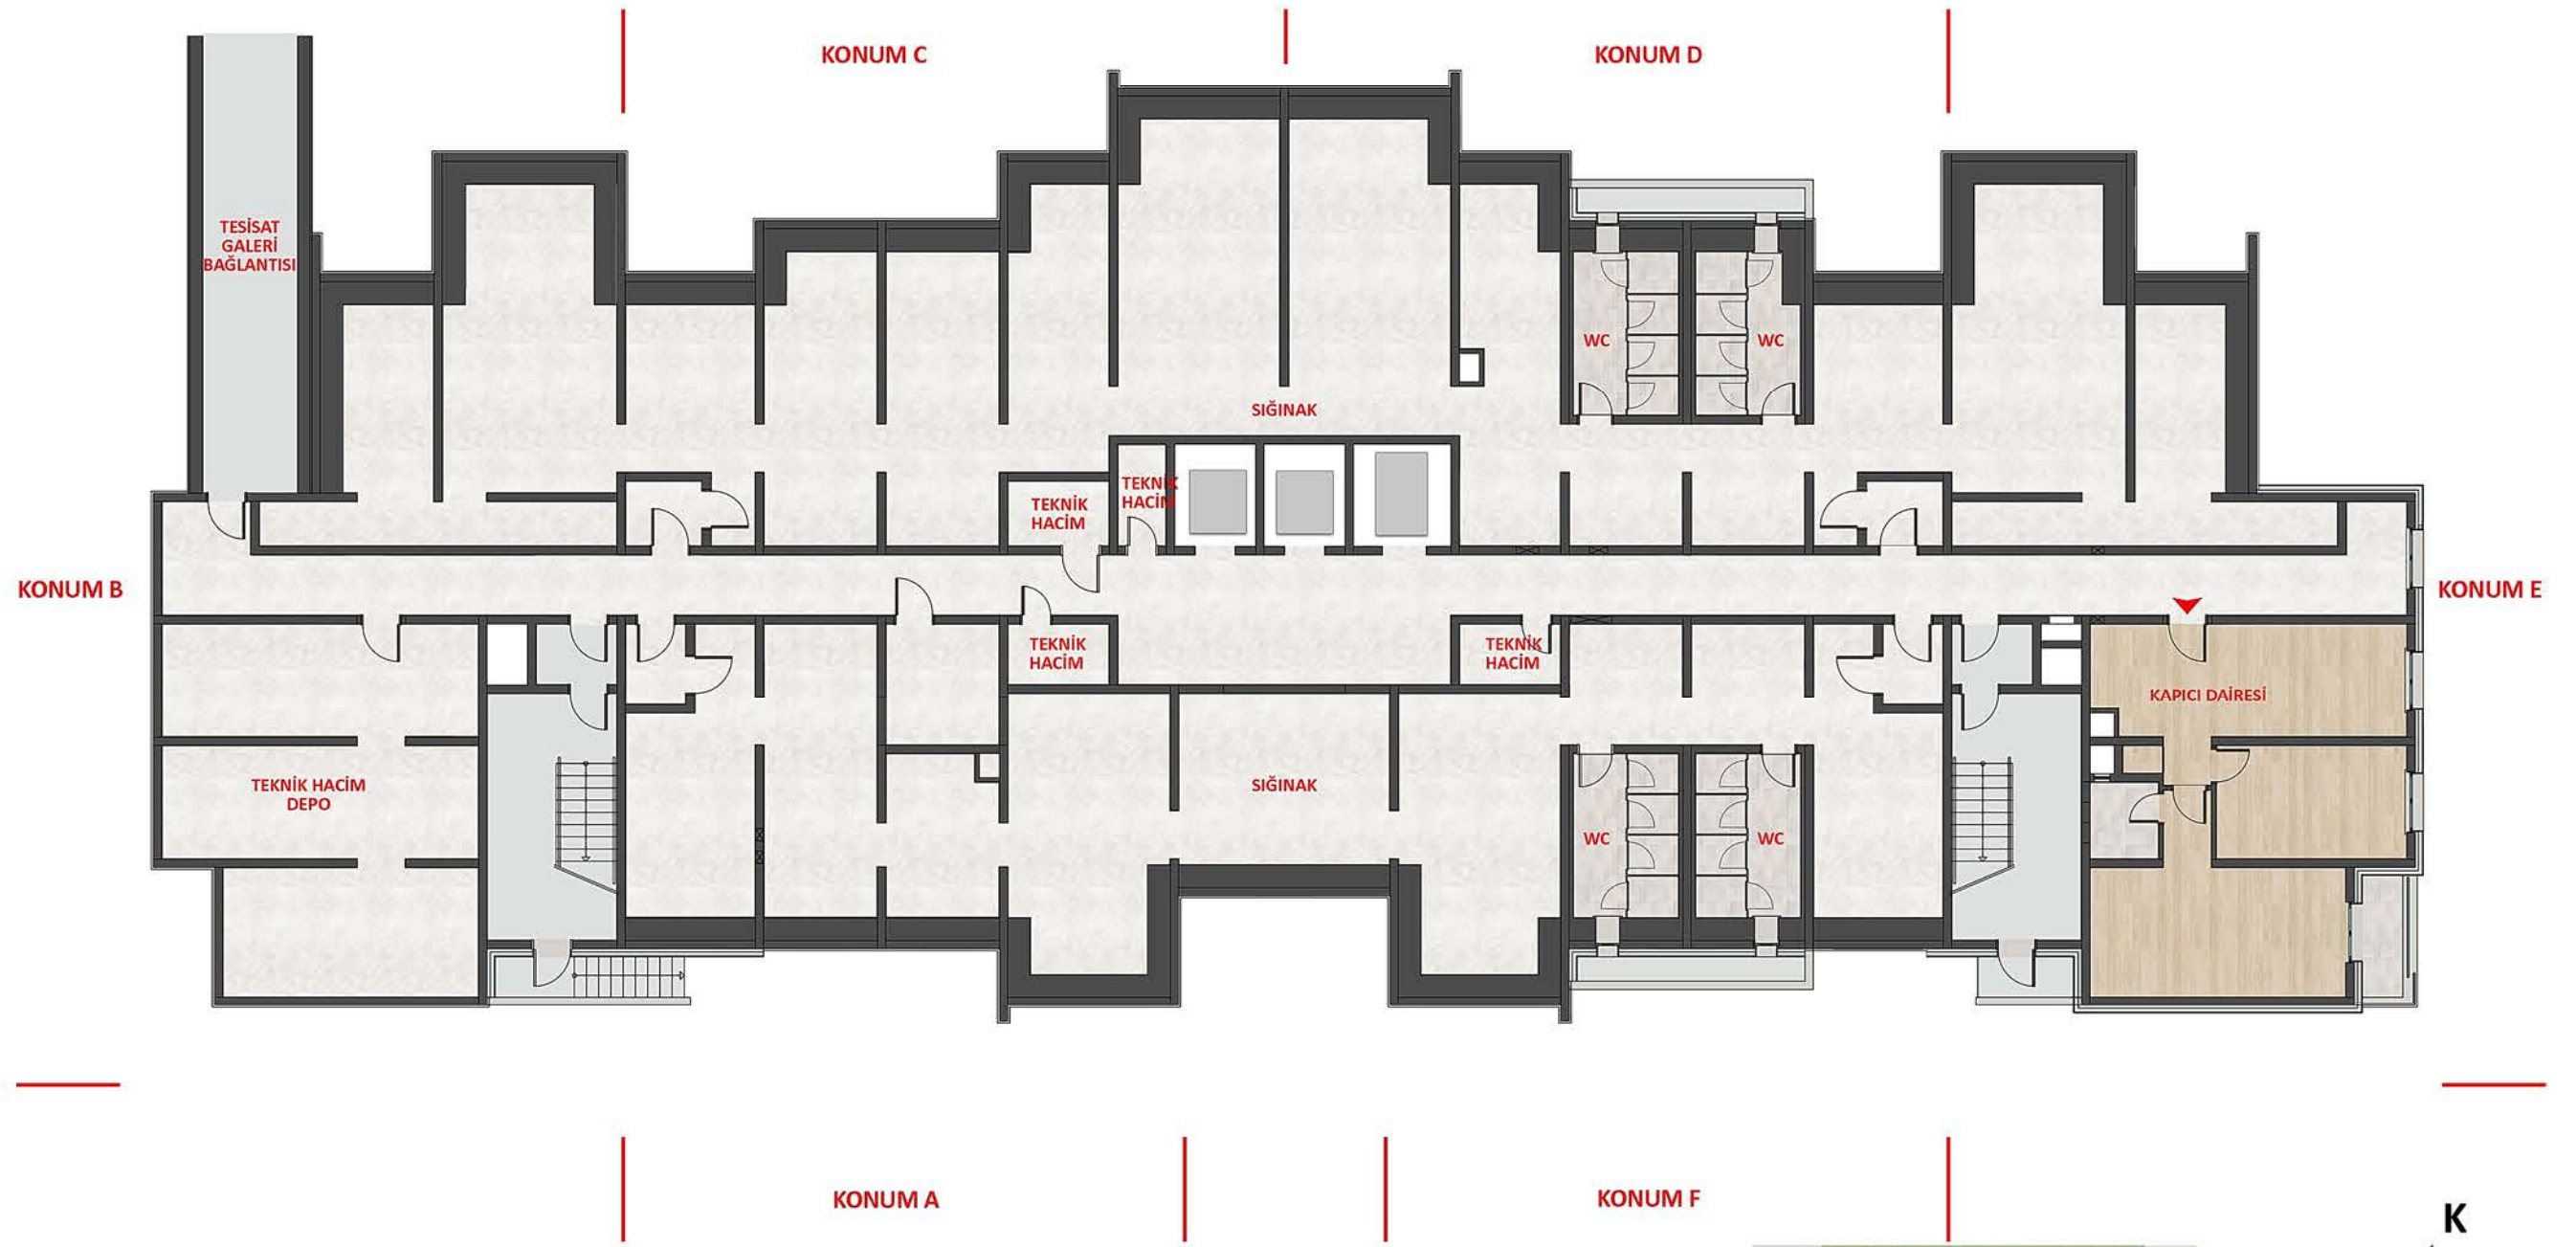 KONUM C
KONUM D
TESİSAT
GALERİ
BAĞLANTISI
WC
WC
SIĞINAK
TEKNİK
HACİM
TEKNİK
HACİM
KONUM B
KONUM E
TEKNİK
HACİM
TEKNİK
HACİM
KAPICI DAİRESİ
TEKNİK HACİM
DEPO
SIĞINAK
WC
WC
KONUM A
KONUM F
K